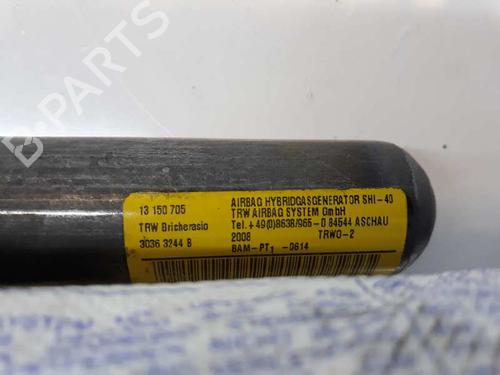 13 150 705
TRW Bricherasio
3036 3244 B
AIRBAG HYBRIDGASGENERATOR SHI-40
TRW AIRBAG SYSTEM GmbH
Tel.+49(0)8638/965-0 84544 ASCHAU
2008 TRWO-2
BAM-PT1 -0614
B-PARTS